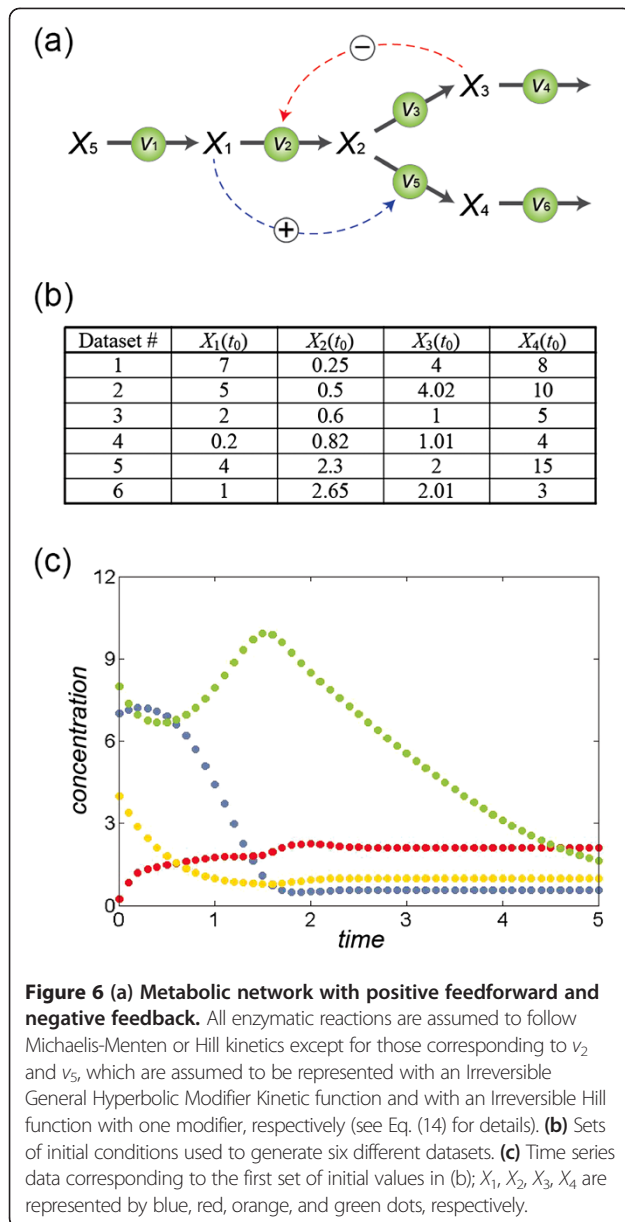 (a)
−
X3 V4
V3
X5 V1 X1 V2 X2
V5
X4 V6
+
(b)
Dataset # X1(t0) X2(t0) X3(t0) X4(t0)
1 7 0.25 4 8
2 5 0.5 4.02 10
3 2 0.6 1 5
4 0.2 0.82 1.01 4
5 4 2.3 2 15
6 1 2.65 2.01 3
(c)
12
9
6
3
0
concentration
0 1 2 3 4 5
time
Figure 6 (a) Metabolic network with positive feedforward and
negative feedback. All enzymatic reactions are assumed to follow
Michaelis-Menten or Hill kinetics except for those corresponding to v2
and v5, which are assumed to be represented with an Irreversible
General Hyperbolic Modifier Kinetic function and with an Irreversible Hill
function with one modifier, respectively (see Eq. (14) for details). (b) Sets
of initial conditions used to generate six different datasets. (c) Time series
data corresponding to the first set of initial values in (b); X1, X2, X3, X4 are
represented by blue, red, orange, and green dots, respectively.